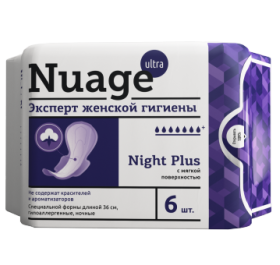 Nuage
ultra
Эксперт женской гигиены
Night Plus
с мягкой
поверхностью
Не содержат красителей
и ароматизаторов
Специальной формы длиной 36 см,
гипоаллергенные, ночные
6 шт.